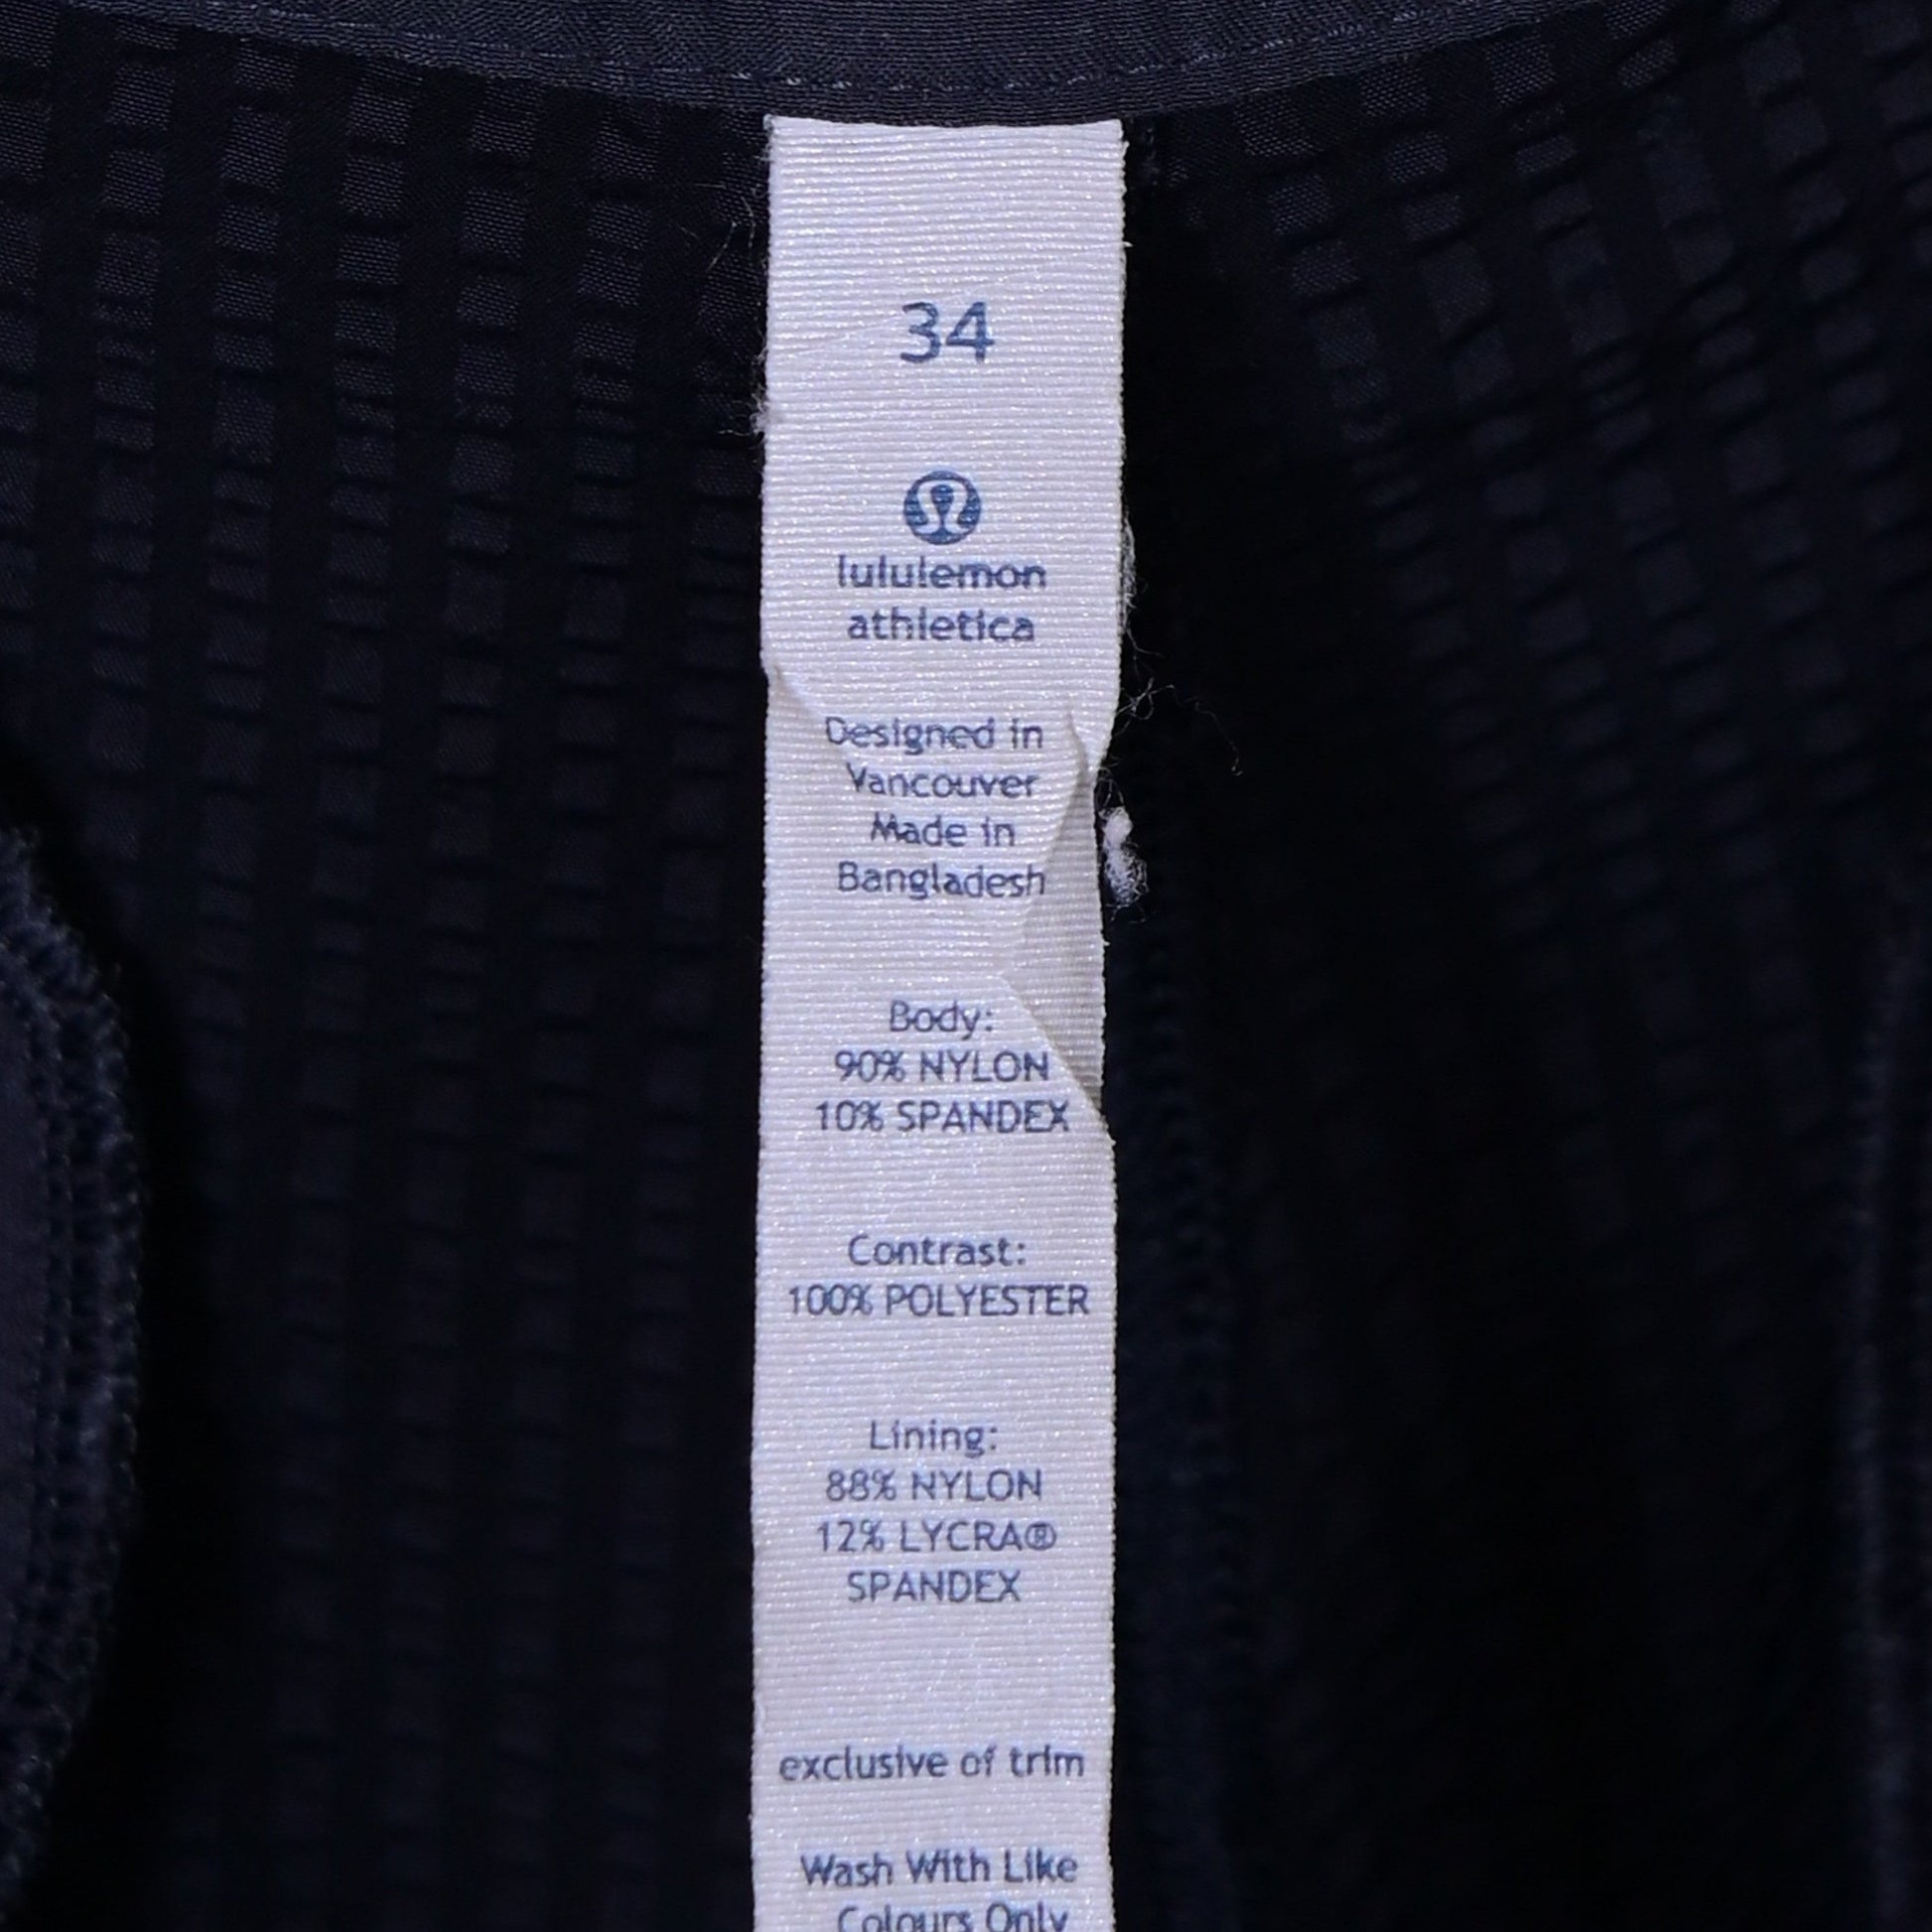 34
lululemon
athletica
Designed in
Vancouver
Made in
Bangladesh
Body:
90% NYLON
10% SPANDEX
Contrast:
100% POLYESTER
Lining:
88% NYLON
12% LYCRA®
SPANDEX
exclusive of trim
Wash With Like
Colours Only